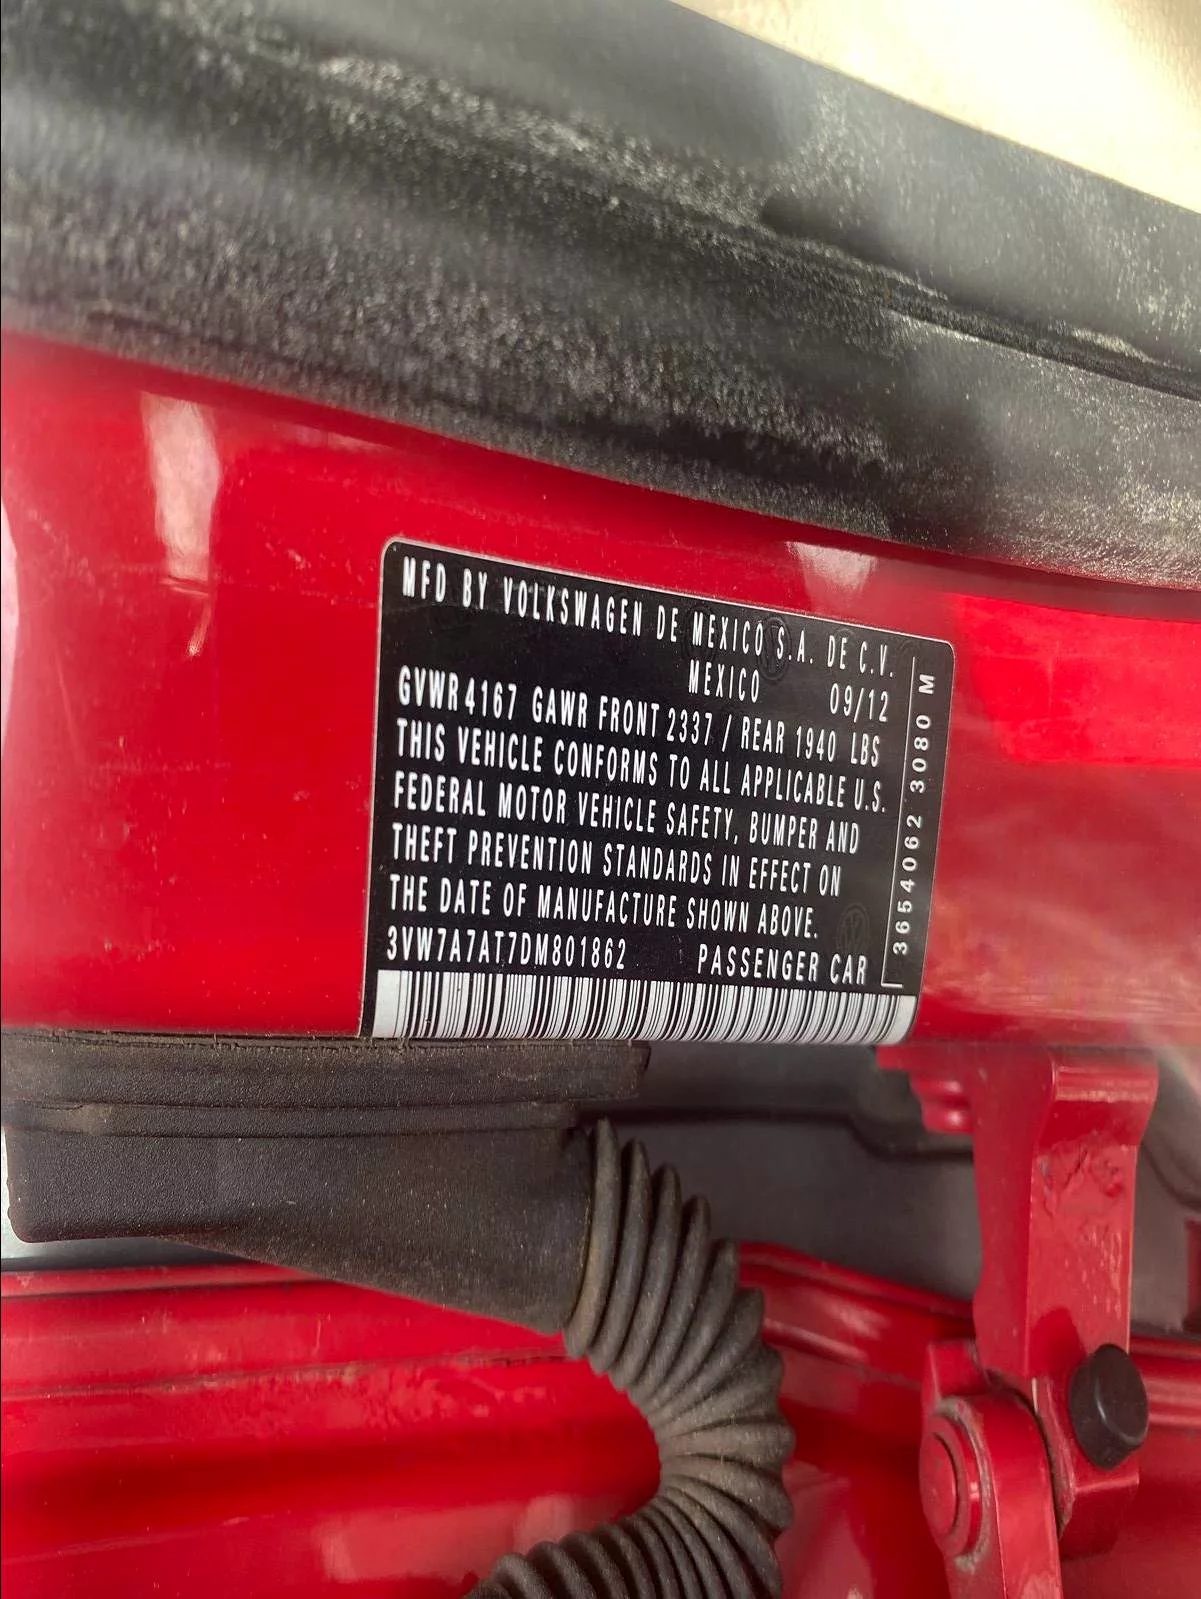 MFD BY VOLKSWAGEN DE MEXICO S.A. DE C.V.
MEXICO 09/12
GVWR 4167 GAWR FRONT 2337 / REAR 1940 LBS
THIS VEHICLE CONFORMS TO ALL APPLICABLE U.S.
FEDERAL MOTOR VEHICLE SAFETY, BUMPER AND
THEFT PREVENTION STANDARDS IN EFFECT ON
THE DATE OF MANUFACTURE SHOWN ABOVE.
3VW7A7AT7DM801862 PASSENGER CAR
3654062 3080 M